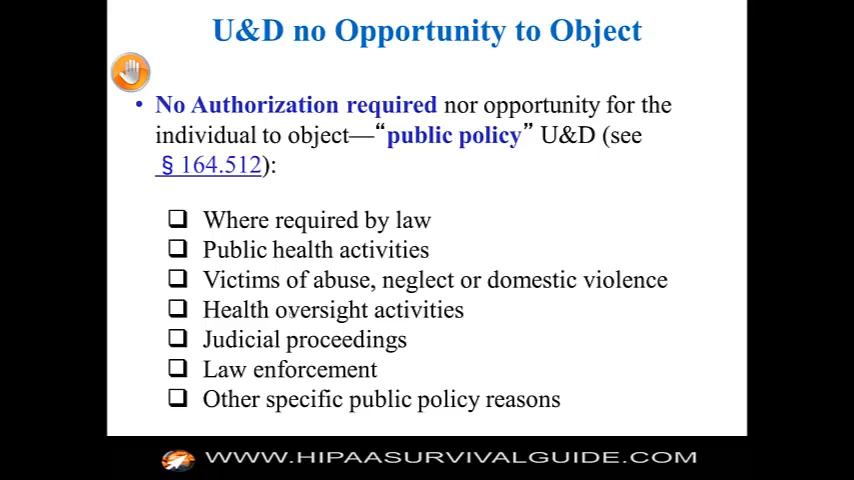 U&D no Opportunity to Object
• No Authorization required nor opportunity for the
individual to object—“public policy” U&D (see
§ 164.512):
❑ Where required by law
❑ Public health activities
❑ Victims of abuse, neglect or domestic violence
❑ Health oversight activities
❑ Judicial proceedings
❑ Law enforcement
❑ Other specific public policy reasons
WWW.HIPAASURVIVALGUIDE.COM